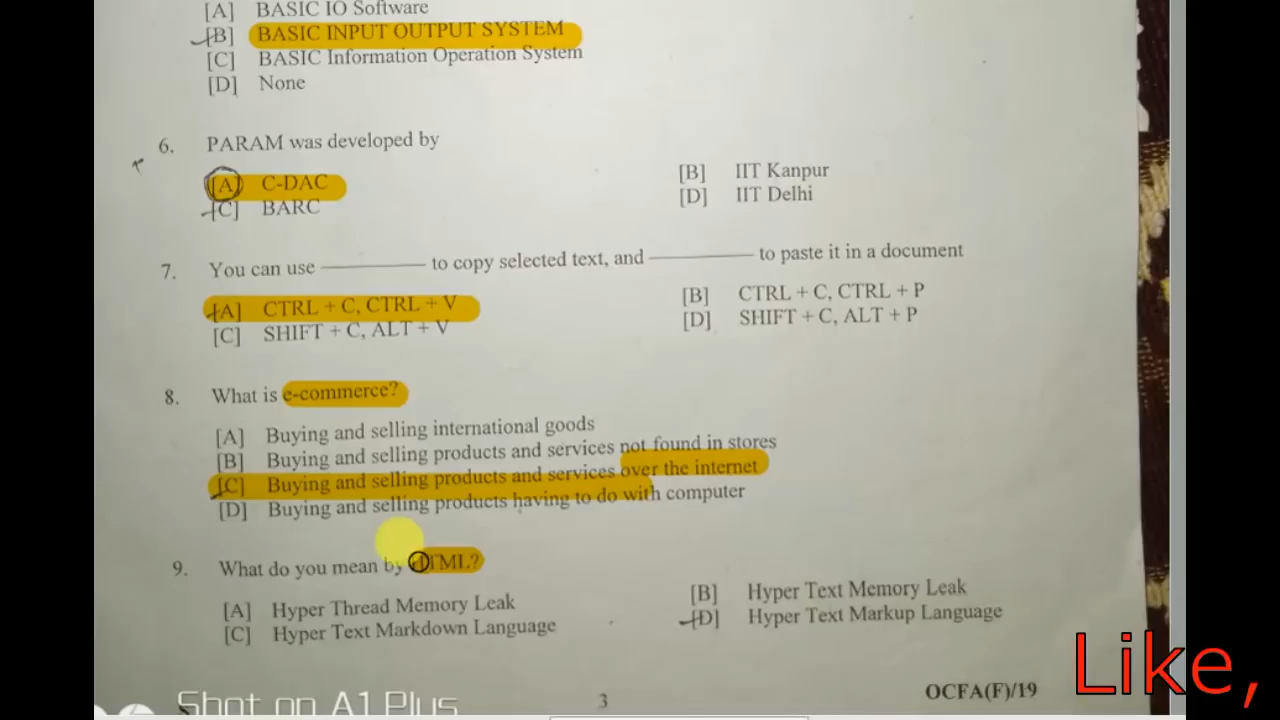 [A] BASIC IO Software
[B] BASIC INPUT OUTPUT SYSTEM
[C] BASIC Information Operation System
[D] None
6. PARAM was developed by
[A] C-DAC [B] IIT Kanpur
[C] BARC [D] IIT Delhi
7. You can use ________ to copy selected text, and ________ to paste it in a document
[A] CTRL + C, CTRL + V [B] CTRL + C, CTRL + P
[C] SHIFT + C, ALT + V [D] SHIFT + C, ALT + P
8. What is e-commerce?
[A] Buying and selling international goods
[B] Buying and selling products and services not found in stores
[C] Buying and selling products and services over the internet
[D] Buying and selling products having to do with computer
9. What do you mean by HTML?
[A] Hyper Thread Memory Leak [B] Hyper Text Memory Leak
[C] Hyper Text Markdown Language [D] Hyper Text Markup Language
Like,
Shot on A1 Plus 3 OCFA(F)/19